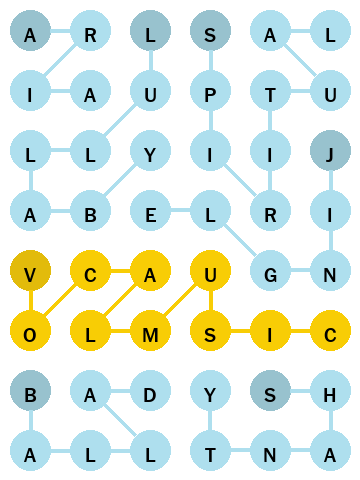 A R L S A L
I A U P T U
L L Y I I J
A B E L R I
V C A U G N
O L M S I C
B A D Y S H
A L L T N A